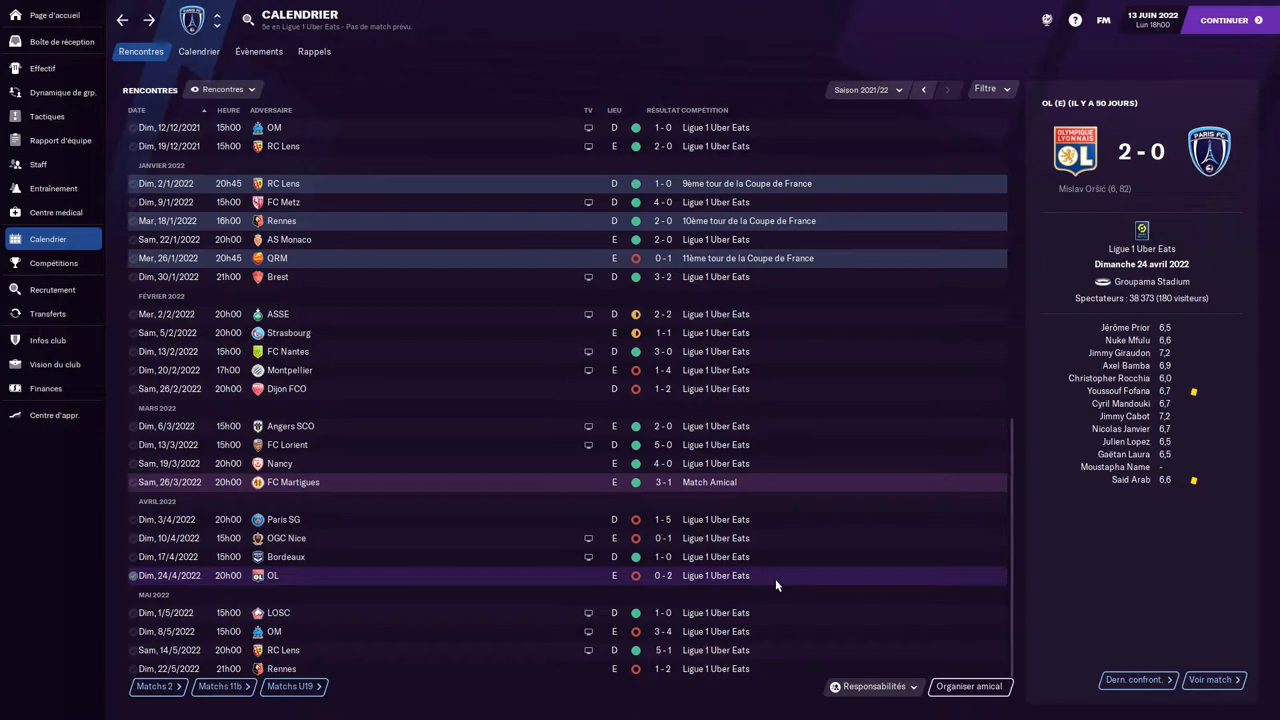 Page d'accueil
Boîte de réception
Effectif
Dynamique de grp.
Tactiques
Rapport d'équipe
Staff
Entraînement
Centre médical
Calendrier
Compétitions
Recrutement
Transferts
Infos club
Vision du club
Finances
Centre d'appr.
CALENDRIER
5e en Ligue 1 Uber Eats - Pas de match prévu.
FM
13 JUIN 2022
Lun 18h00
CONTINUER
Rencontres Calendrier Évènements Rappels
RENCONTRES Rencontres Saison 2021/22 Filtre
DATE HEURE ADVERSAIRE TV LIEU RÉSULTAT COMPÉTITION
Dim, 12/12/2021 15h00 OM D 1 - 0 Ligue 1 Uber Eats
Dim, 19/12/2021 15h00 RC Lens E 2 - 0 Ligue 1 Uber Eats
JANVIER 2022
Dim, 2/1/2022 20h45 RC Lens D 1 - 0 9ème tour de la Coupe de France
Dim, 9/1/2022 15h00 FC Metz D 4 - 0 Ligue 1 Uber Eats
Mar, 18/1/2022 16h00 Rennes D 2 - 0 10ème tour de la Coupe de France
Sam, 22/1/2022 20h00 AS Monaco E 2 - 0 Ligue 1 Uber Eats
Mer, 26/1/2022 20h45 QRM E 0 - 1 11ème tour de la Coupe de France
Dim, 30/1/2022 21h00 Brest D 3 - 2 Ligue 1 Uber Eats
FÉVRIER 2022
Mer, 2/2/2022 20h00 ASSE D 2 - 2 Ligue 1 Uber Eats
Sam, 5/2/2022 20h00 Strasbourg E 1 - 1 Ligue 1 Uber Eats
Dim, 13/2/2022 15h00 FC Nantes D 3 - 0 Ligue 1 Uber Eats
Dim, 20/2/2022 17h00 Montpellier E 1 - 4 Ligue 1 Uber Eats
Sam, 26/2/2022 20h00 Dijon FCO D 1 - 2 Ligue 1 Uber Eats
MARS 2022
Dim, 6/3/2022 15h00 Angers SCO E 2 - 0 Ligue 1 Uber Eats
Dim, 13/3/2022 15h00 FC Lorient D 5 - 0 Ligue 1 Uber Eats
Sam, 19/3/2022 20h00 Nancy E 4 - 0 Ligue 1 Uber Eats
Sam, 26/3/2022 20h00 FC Martigues E 3 - 1 Match Amical
AVRIL 2022
Dim, 3/4/2022 20h00 Paris SG D 1 - 5 Ligue 1 Uber Eats
Dim, 10/4/2022 15h00 OGC Nice E 0 - 1 Ligue 1 Uber Eats
Dim, 17/4/2022 15h00 Bordeaux D 1 - 0 Ligue 1 Uber Eats
Dim, 24/4/2022 20h00 OL E 0 - 2 Ligue 1 Uber Eats
MAI 2022
Dim, 1/5/2022 15h00 LOSC D 1 - 0 Ligue 1 Uber Eats
Dim, 8/5/2022 15h00 OM E 3 - 4 Ligue 1 Uber Eats
Sam, 14/5/2022 20h00 RC Lens D 5 - 1 Ligue 1 Uber Eats
Dim, 22/5/2022 21h00 Rennes E 1 - 2 Ligue 1 Uber Eats
Matchs 2 Matchs 11b Matchs U19 Responsabilités Organiser amical
OL (E) (IL Y A 50 JOURS)
OLYMPIQUE LYONNAIS
2 - 0
PARIS FC
Mislav Oršić (6, 82)
Ligue 1 Uber Eats
Dimanche 24 avril 2022
Groupama Stadium
Spectateurs : 38 373 (180 visiteurs)
Jérôme Prior 6,5
Nuke Mfulu 6,6
Jimmy Giraudon 7,2
Axel Bamba 6,9
Christopher Rocchia 6,0
Youssouf Fofana 6,7
Cyril Mandouki 6,7
Jimmy Cabot 7,2
Nicolas Janvier 6,7
Julien Lopez 6,5
Gaëtan Laura 6,5
Moustapha Name -
Said Arab 6,6
Dern. confront. Voir match